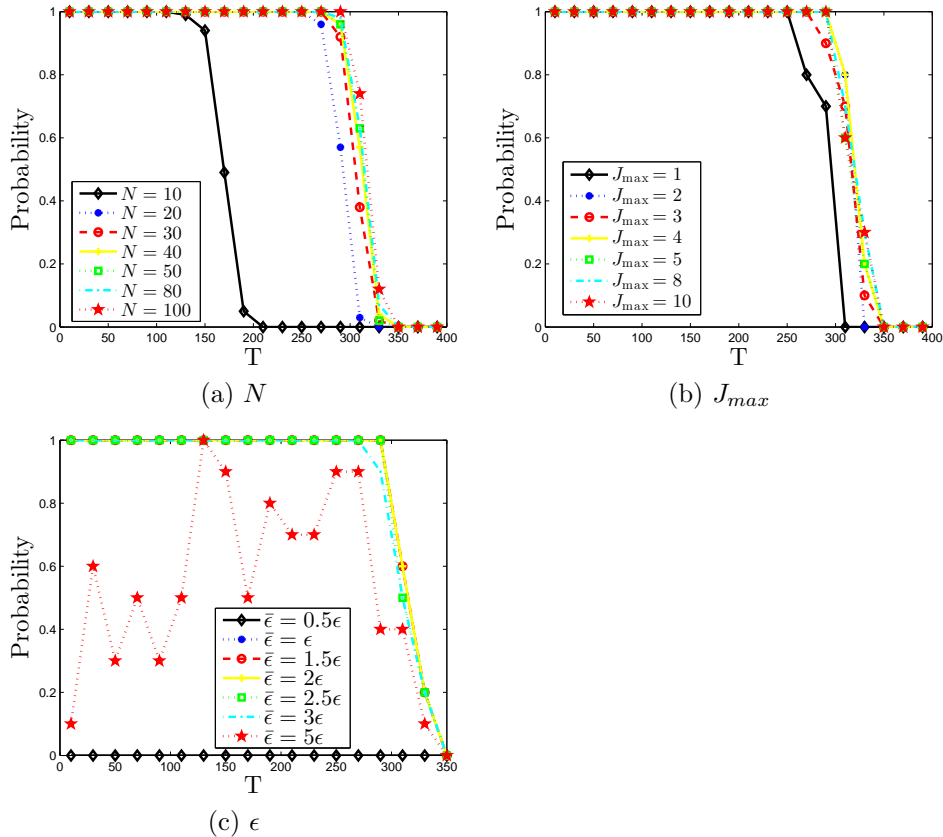 1
0.8
0.6
0.4
0.2
0
Probability
N = 10
N = 20
N = 30
N = 40
N = 50
N = 80
N = 100
0 50 100 150 200 250 300 350 400
T
(a) N
1
0.8
0.6
0.4
0.2
0
Probability
J_max = 1
J_max = 2
J_max = 3
J_max = 4
J_max = 5
J_max = 8
J_max = 10
0 50 100 150 200 250 300 350 400
T
(b) J_max
1
0.8
0.6
0.4
0.2
0
Probability
ϵ̄ = 0.5ϵ
ϵ̄ = ϵ
ϵ̄ = 1.5ϵ
ϵ̄ = 2ϵ
ϵ̄ = 2.5ϵ
ϵ̄ = 3ϵ
ϵ̄ = 5ϵ
0 50 100 150 200 250 300 350
T
(c) ϵ